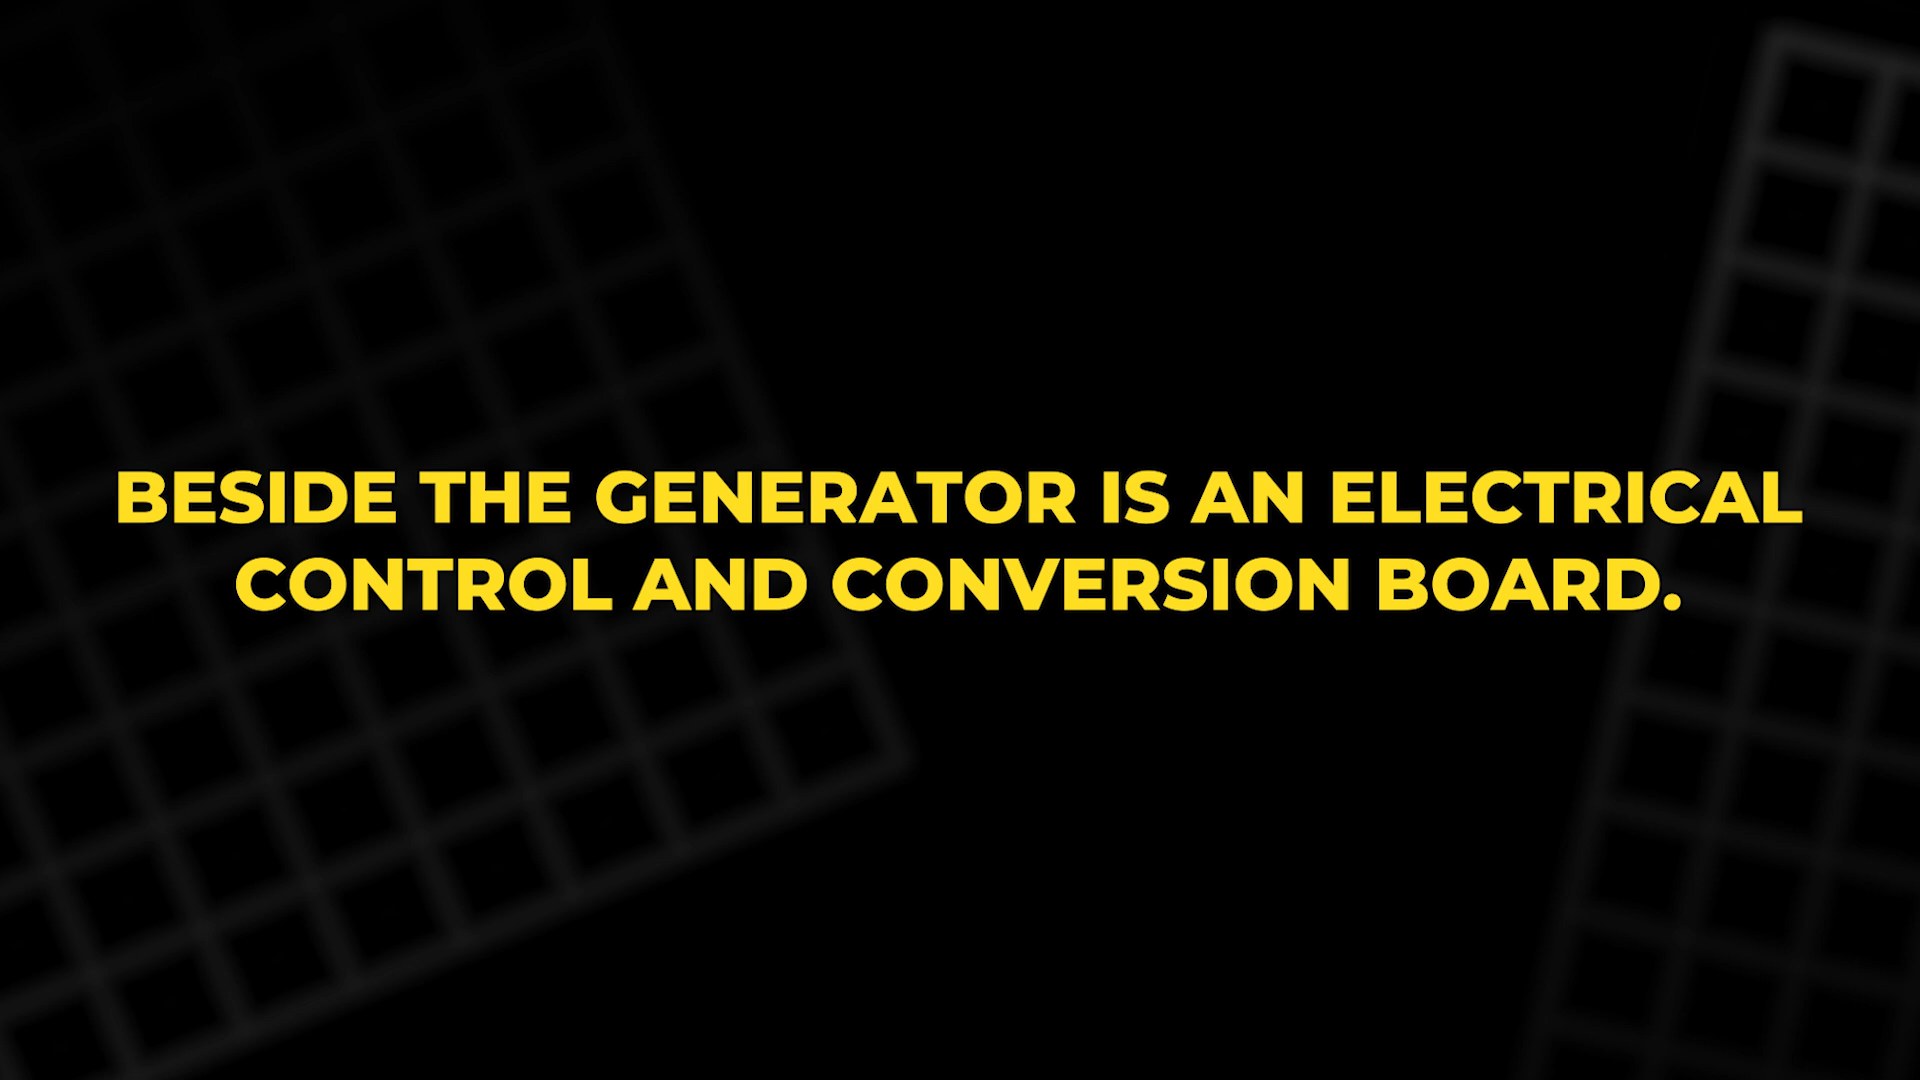 BESIDE THE GENERATOR IS AN ELECTRICAL
CONTROL AND CONVERSION BOARD.